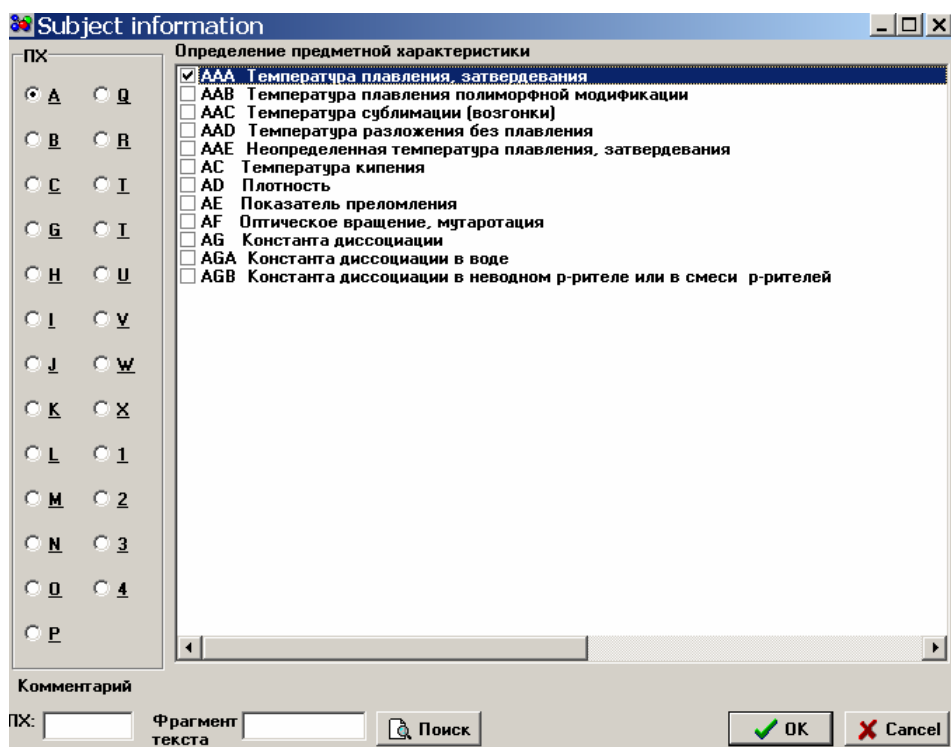 Subject information
ПХ
Определение предметной характеристики
A Q
B R
C T
G T
H U
I V
J W
K X
L 1
M 2
N 3
O 4
P
AAA Температура плавления, затвердевания
AAB Температура плавления полиморфной модификации
AAC Температура сублимации (возгонки)
AAD Температура разложения без плавления
AAE Неопределенная температура плавления, затвердевания
AC Температура кипения
AD Плотность
AE Показатель преломления
AF Оптическое вращение, мутаротация
AG Константа диссоциации
AGA Константа диссоциации в воде
AGB Константа диссоциации в неводном р-рителе или в смеси р-рителей
Комментарий
ПХ:
Фрагмент
текста
Поиск
OK
Cancel